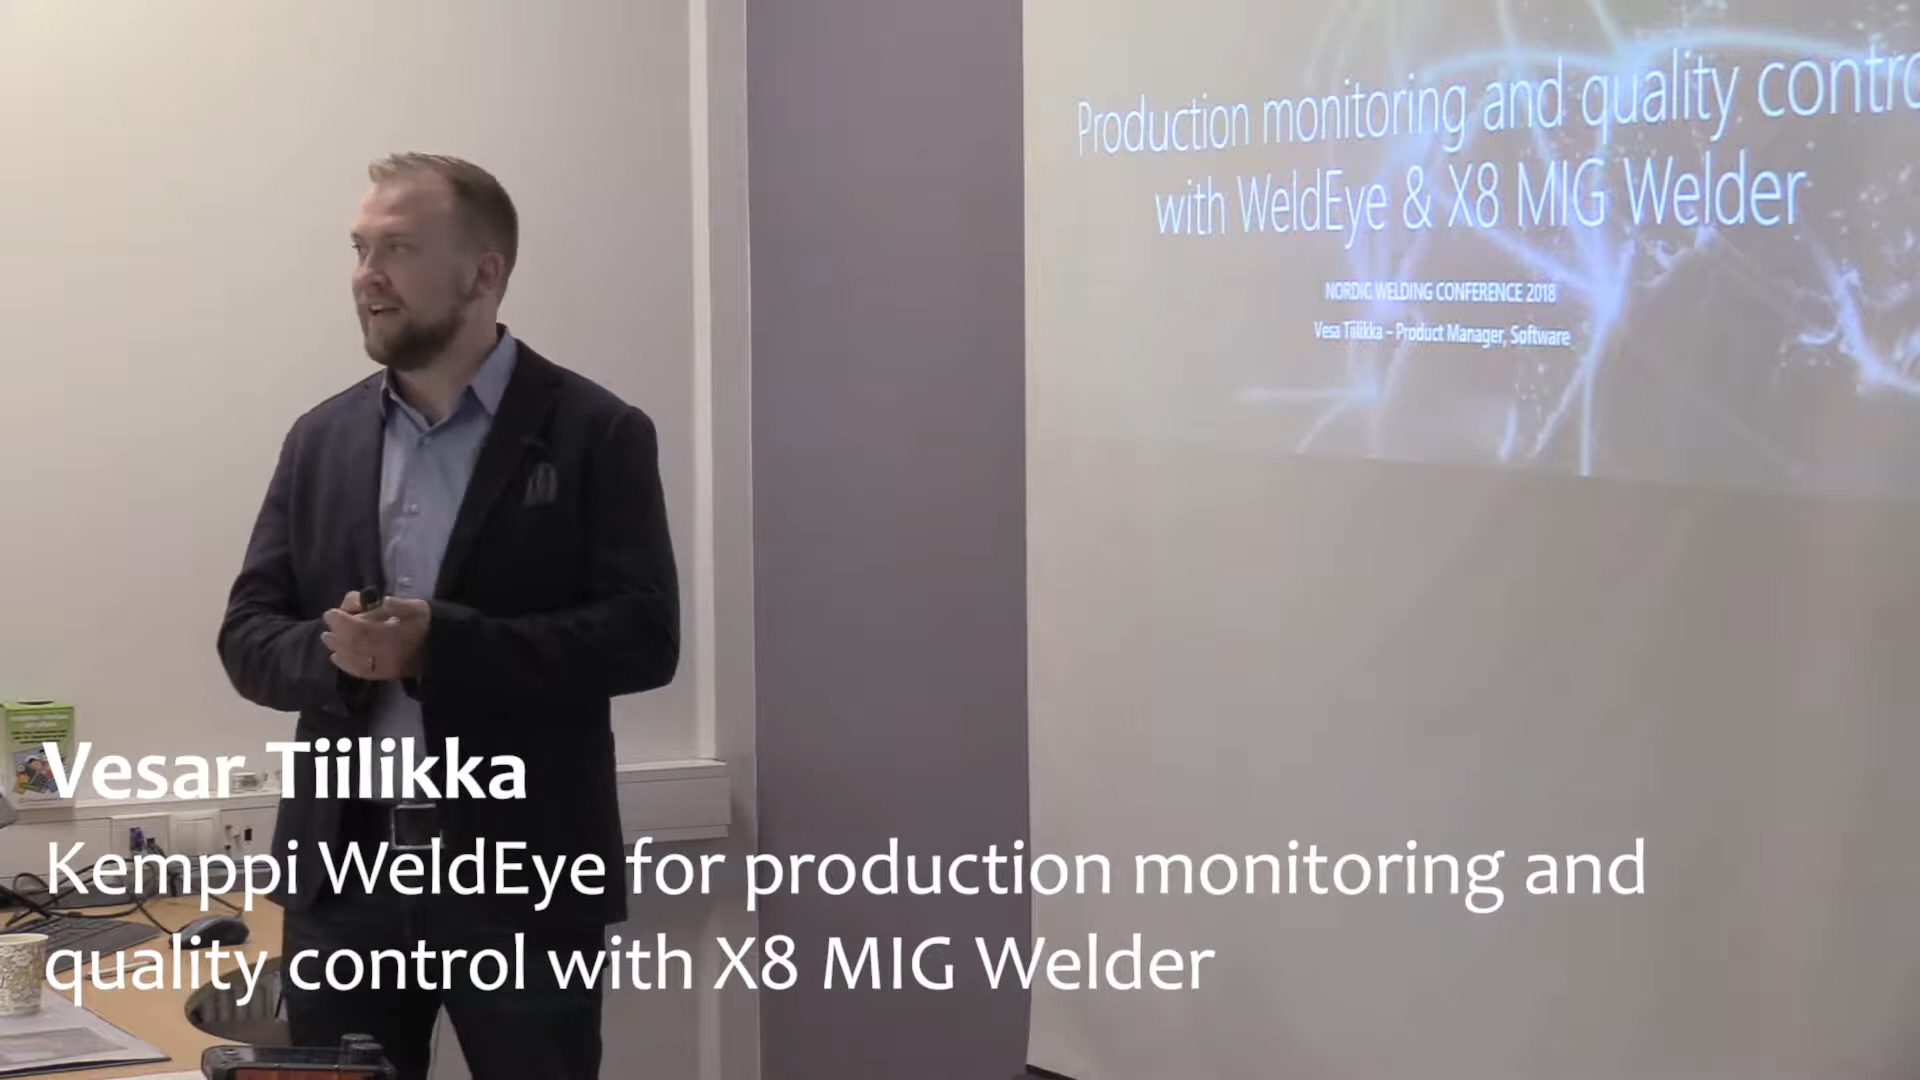 Production monitoring and quality contro
with WeldEye & X8 MIG Welder
NORDIC WELDING CONFERENCE 2018
Vesa Tiilikka – Product Manager, Software
Vesar Tiilikka
Kemppi WeldEye for production monitoring and
quality control with X8 MIG Welder